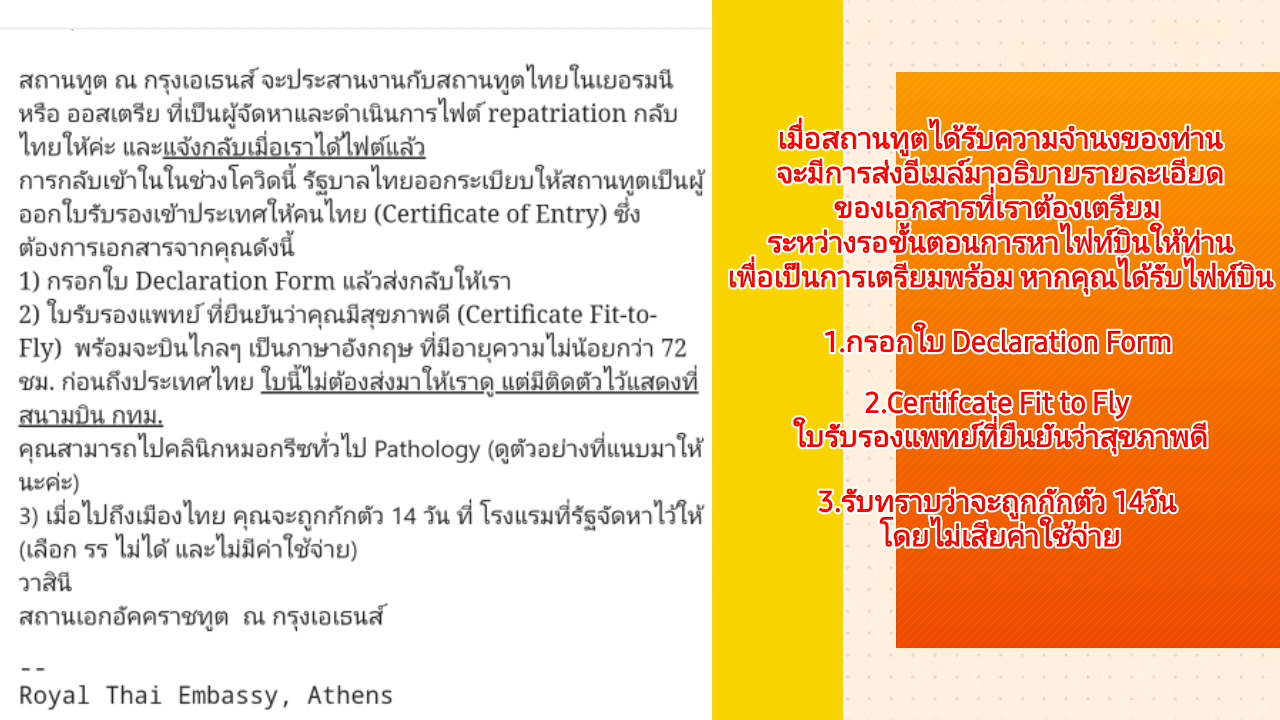 สถานทูต ณ กรุงเอเธนส์ จะประสานงานกับสถานทูตไทยในเยอรมนี
หรือ ออสเตรีย ที่เป็นผู้จัดหาและดำเนินการไฟต์ repatriation กลับ
ไทยให้ค่ะ และแจ้งกลับเมื่อเราได้ไฟต์แล้ว
การกลับเข้าในในช่วงโควิดนี้ รัฐบาลไทยออกระเบียบให้สถานทูตเป็นผู้
ออกใบรับรองเข้าประเทศให้คนไทย (Certificate of Entry) ซึ่ง
ต้องการเอกสารจากคุณดังนี้
1) กรอกใบ Declaration Form แล้วส่งกลับให้เรา
2) ใบรับรองแพทย์ ที่ยืนยันว่าคุณมีสุขภาพดี (Certificate Fit-to-
Fly)  พร้อมจะบินไกลๆ เป็นภาษาอังกฤษ ที่มีอายุความไม่น้อยกว่า 72
ชม. ก่อนถึงประเทศไทย ใบนี้ไม่ต้องส่งมาให้เราดู แต่มีติดตัวไว้แสดงที่
สนามบิน กทม.
คุณสามารถไปคลินิกหมอกรีซทั่วไป Pathology (ดูตัวอย่างที่แนบมาให้
นะค่ะ)
3) เมื่อไปถึงเมืองไทย คุณจะถูกกักตัว 14 วัน ที่ โรงแรมที่รัฐจัดหาไว้ให้
(เลือก รร ไม่ได้ และไม่มีค่าใช้จ่าย)
วาสินี
สถานเอกอัคคราชทูต  ณ กรุงเอเธนส์
--
Royal Thai Embassy, Athens
เมื่อสถานทูตได้รับความจำนงของท่าน
จะมีการส่งอีเมล์มาอธิบายรายละเอียด
ของเอกสารที่เราต้องเตรียม
ระหว่างรอขั้นตอนการหาไฟท์บินให้ท่าน
เพื่อเป็นการเตรียมพร้อม หากคุณได้รับไฟท์บิน
1.กรอกใบ Declaration Form
2.Certifcate Fit to Fly
ใบรับรองแพทย์ที่ยืนยันว่าสุขภาพดี
3.รับทราบว่าจะถูกกักตัว 14วัน
โดยไม่เสียค่าใช้จ่าย